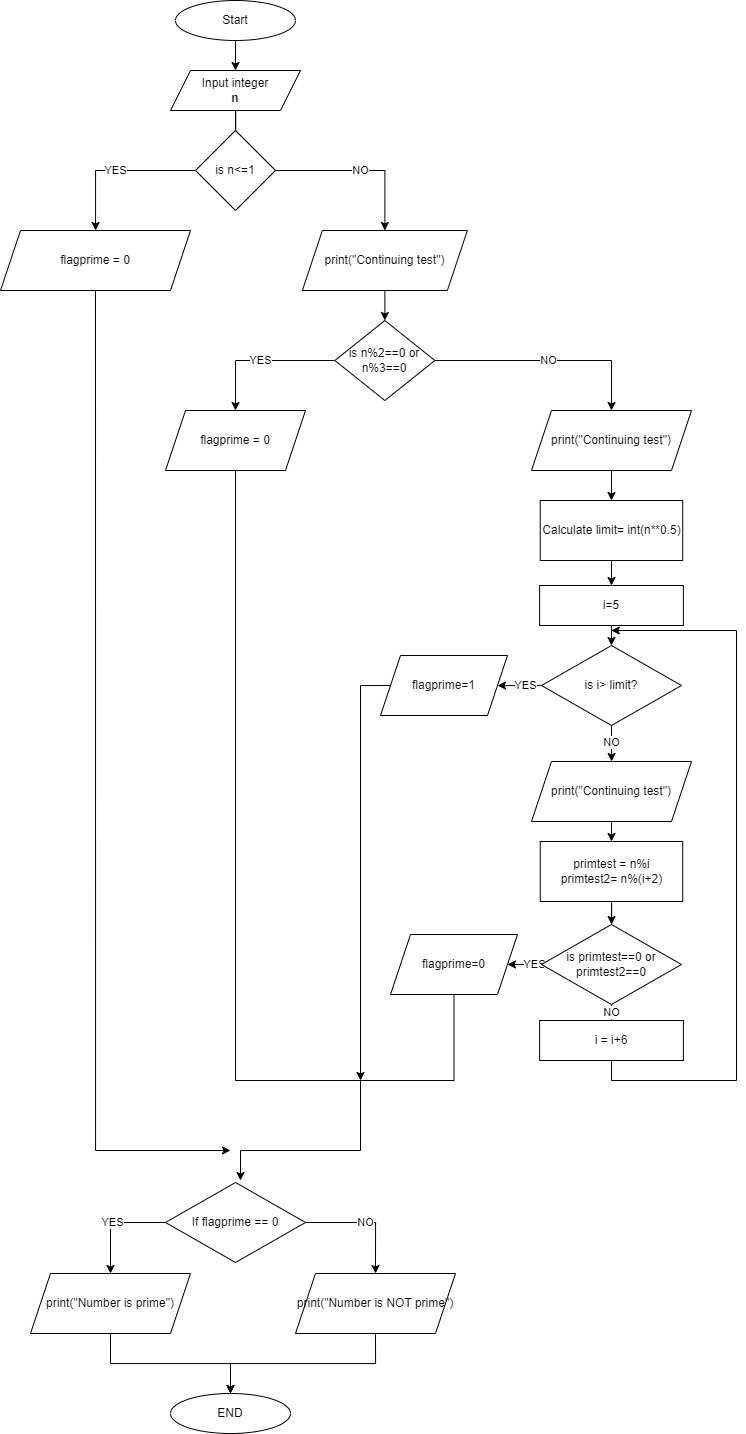 Start
Input integer
n
is n<=1
YES
NO
flagprime = 0
print("Continuing test")
is n%2==0 or
n%3==0
YES
NO
flagprime = 0
print("Continuing test")
Calculate limit= int(n**0.5)
i=5
is i> limit?
YES
flagprime=1
NO
print("Continuing test")
primtest = n%i
primtest2= n%(i+2)
is primtest==0 or
primtest2==0
YES
flagprime=0
NO
i = i+6
If flagprime == 0
YES
NO
print("Number is prime")
print("Number is NOT prime")
END